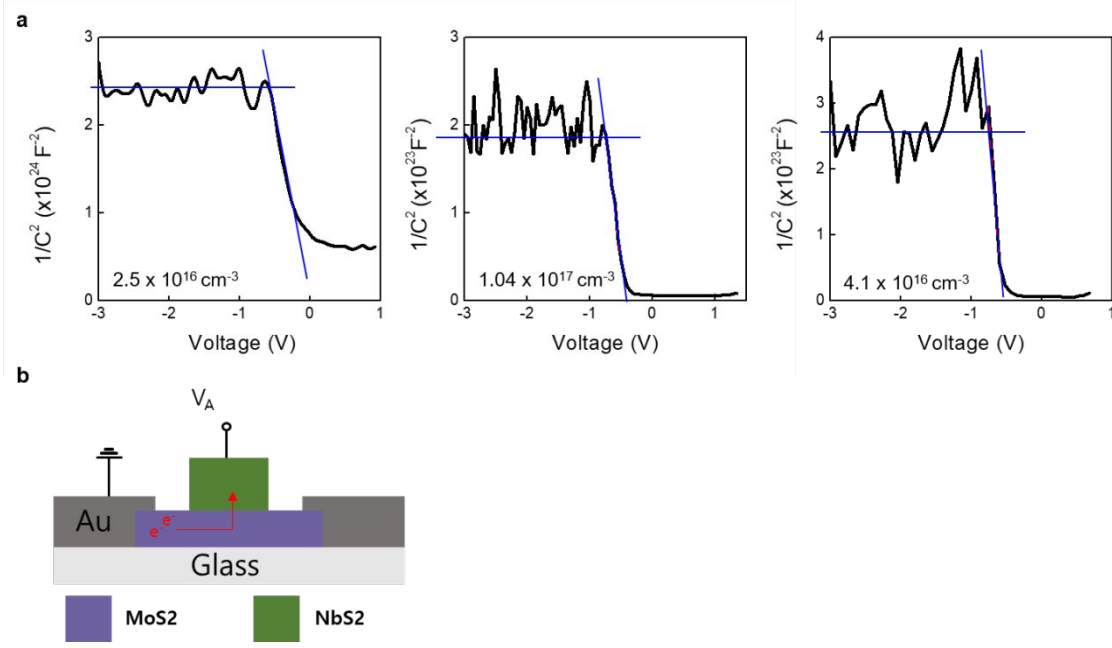 a
3
2
1
0
1/C² (x10²⁴ F⁻²)
2.5 x 10¹⁶ cm⁻³
-3 -2 -1 0 1
Voltage (V)
3
2
1
0
1/C² (x10²³F⁻²)
1.04 x 10¹⁷ cm⁻³
-3 -2 -1 0 1
Voltage (V)
4
3
2
1
0
1/C² (x10²³ F⁻²)
4.1 x 10¹⁶ cm⁻³
-3 -2 -1 0 1
Voltage (V)
b
V_A
Au
e⁻ e⁻
Glass
MoS2
NbS2